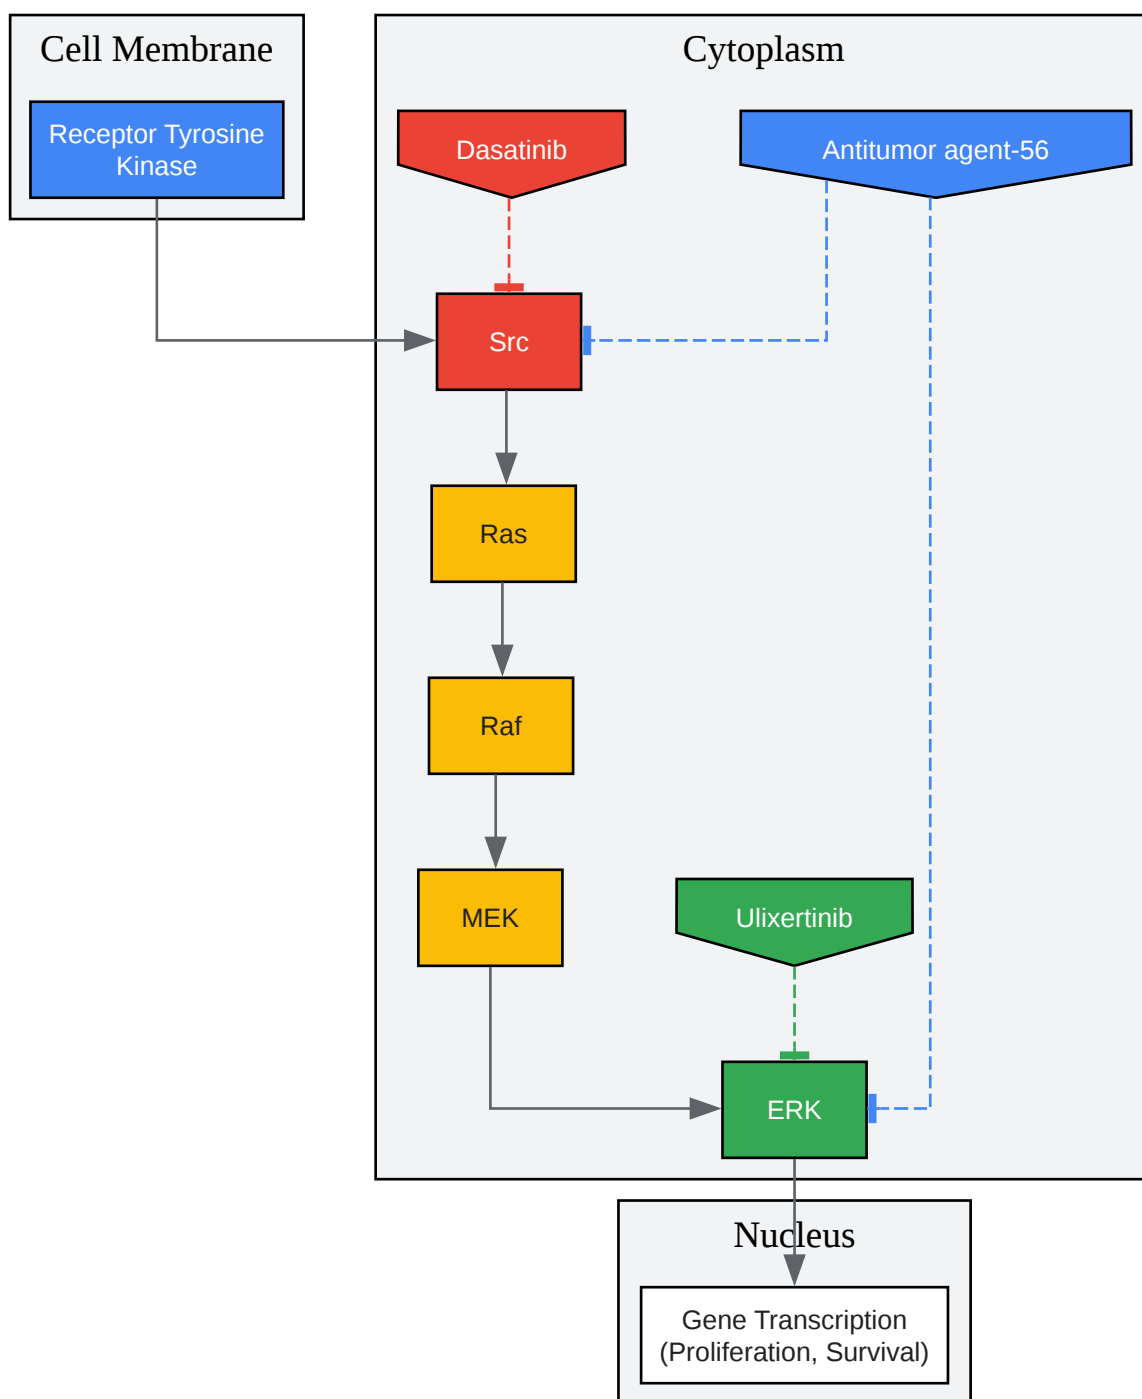 Cell Membrane
Cytoplasm
Receptor Tyrosine
Kinase
Dasatinib
Antitumor agent-56
Src
Ras
Raf
MEK
Ulixertinib
ERK
Nucleus
Gene Transcription
(Proliferation, Survival)